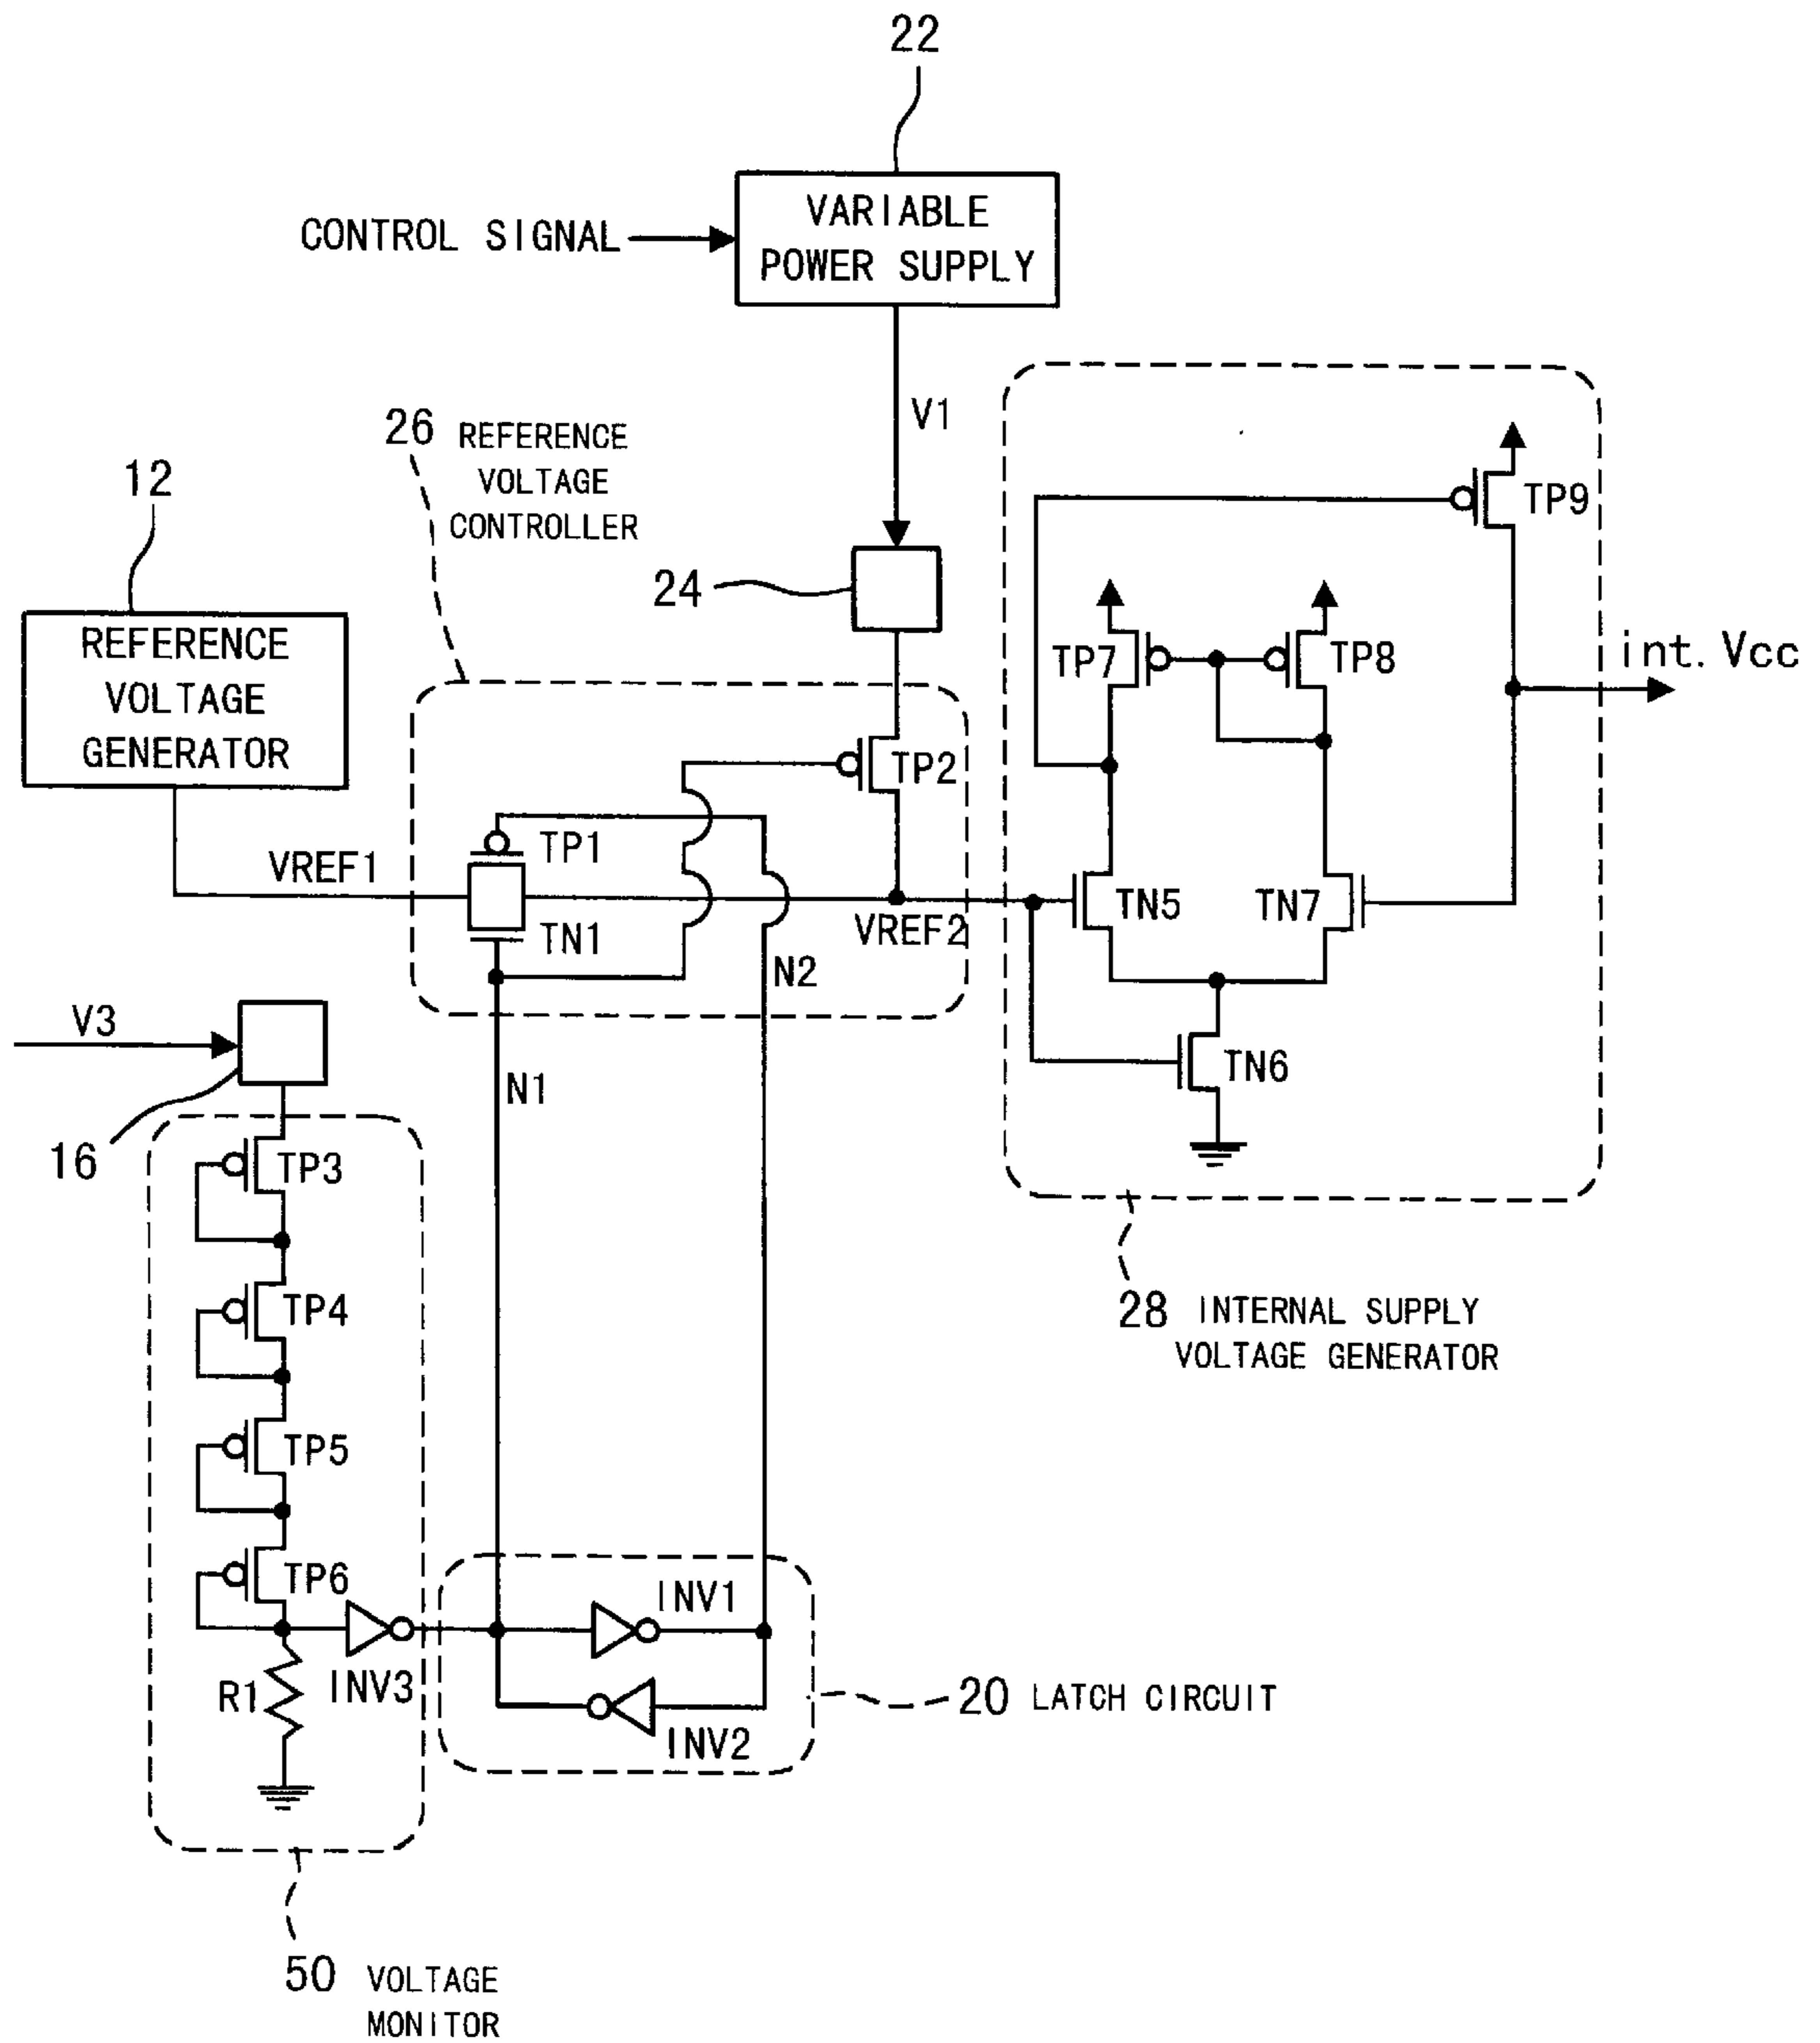 22
CONTROL SIGNAL
VARIABLE
POWER SUPPLY
V1
26 REFERENCE
VOLTAGE
CONTROLLER
12
REFERENCE
VOLTAGE
GENERATOR
24
TP9
TP7
TP8
int. Vcc
TP2
TP1
VREF1
TN1
VREF2
TN5
TN7
N2
V3
16
N1
TN6
TP3
28 INTERNAL SUPPLY
VOLTAGE GENERATOR
TP4
TP5
TP6
INV1
R1
INV3
INV2
20 LATCH CIRCUIT
50 VOLTAGE
MONITOR